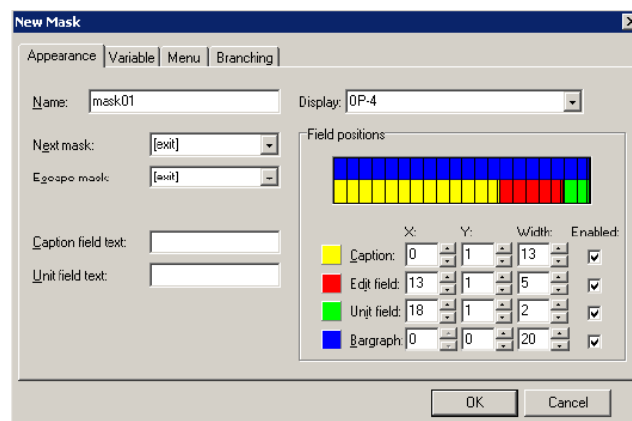 New Mask
Appearance Variable Menu Branching
Name: mask01 Display: OP-4
Field positions
Next mask: [exit]
Escape mask: [exit]
X: Y: Width: Enabled:
Caption field text: Caption: 0 1 13
Unit field text: Edit field: 13 1 5
Unit field: 18 1 2
Bargraph: 0 0 20
OK Cancel